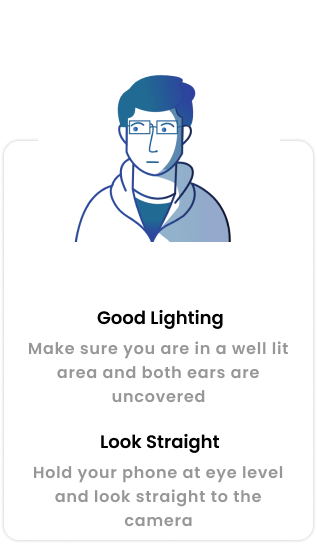 Good Lighting
Make sure you are in a well lit
area and both ears are
uncovered
Look Straight
Hold your phone at eye level
and look straight to the
camera